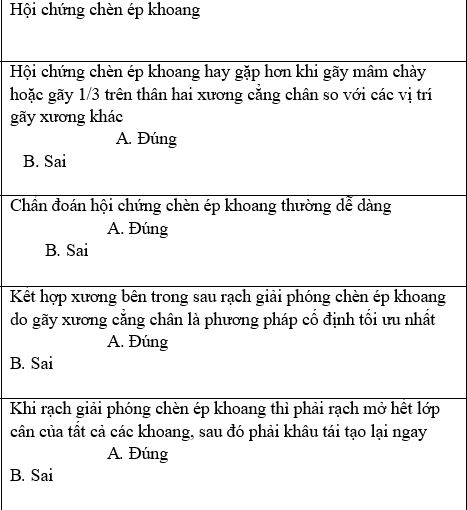 Hội chứng chèn ép khoang
Hội chứng chèn ép khoang hay gặp hơn khi gãy mâm chày
hoặc gãy 1/3 trên thân hai xương cẳng chân so với các vị trí
gãy xương khác
A. Đúng
B. Sai
Chẩn đoán hội chứng chèn ép khoang thường dễ dàng
A. Đúng
B. Sai
Kết hợp xương bên trong sau rạch giải phóng chèn ép khoang
do gãy xương cẳng chân là phương pháp cố định tối ưu nhất
A. Đúng
B. Sai
Khi rạch giải phóng chèn ép khoang thì phải rạch mở hết lớp
cân của tất cả các khoang, sau đó phải khâu tái tạo lại ngay
A. Đúng
B. Sai